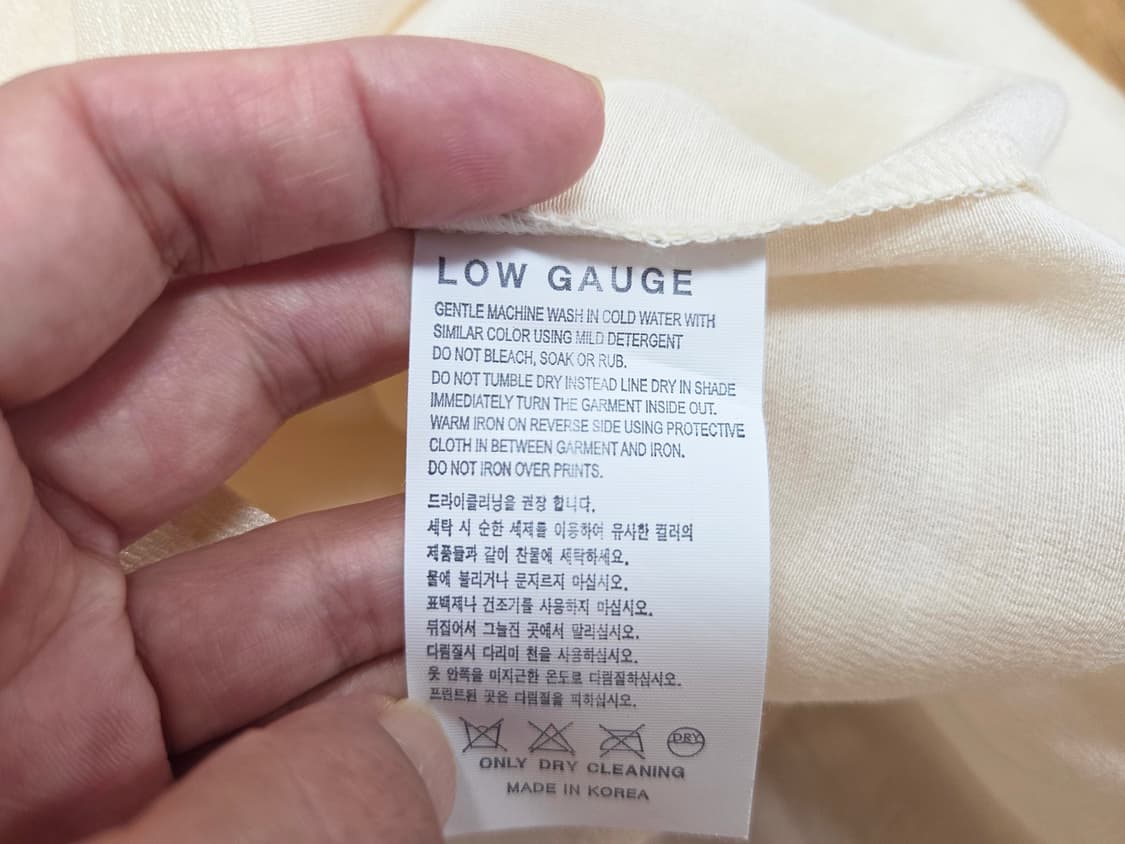 LOW GAUGE
GENTLE MACHINE WASH IN COLD WATER WITH
SIMILAR COLOR USING MILD DETERGENT
DO NOT BLEACH, SOAK OR RUB.
DO NOT TUMBLE DRY INSTEAD LINE DRY IN SHADE
IMMEDIATELY TURN THE GARMENT INSIDE OUT.
WARM IRON ON REVERSE SIDE USING PROTECTIVE
CLOTH IN BETWEEN GARMENT AND IRON.
DO NOT IRON OVER PRINTS.
드라이클리닝을 권장 합니다.
세탁 시 순한 세제를 이용하여 유사한 컬러의
제품들과 같이 찬물에 세탁하세요.
물에 불리거나 문지르지 마십시오.
표백제나 건조기를 사용하지 마십시오.
뒤집어서 그늘진 곳에서 말리십시오.
다림질시 다리미 천을 사용하십시오.
옷 안쪽을 미지근한 온도로 다림질하십시오.
프린트된 곳은 다림질을 피하십시오.
DRY
ONLY DRY CLEANING
MADE IN KOREA